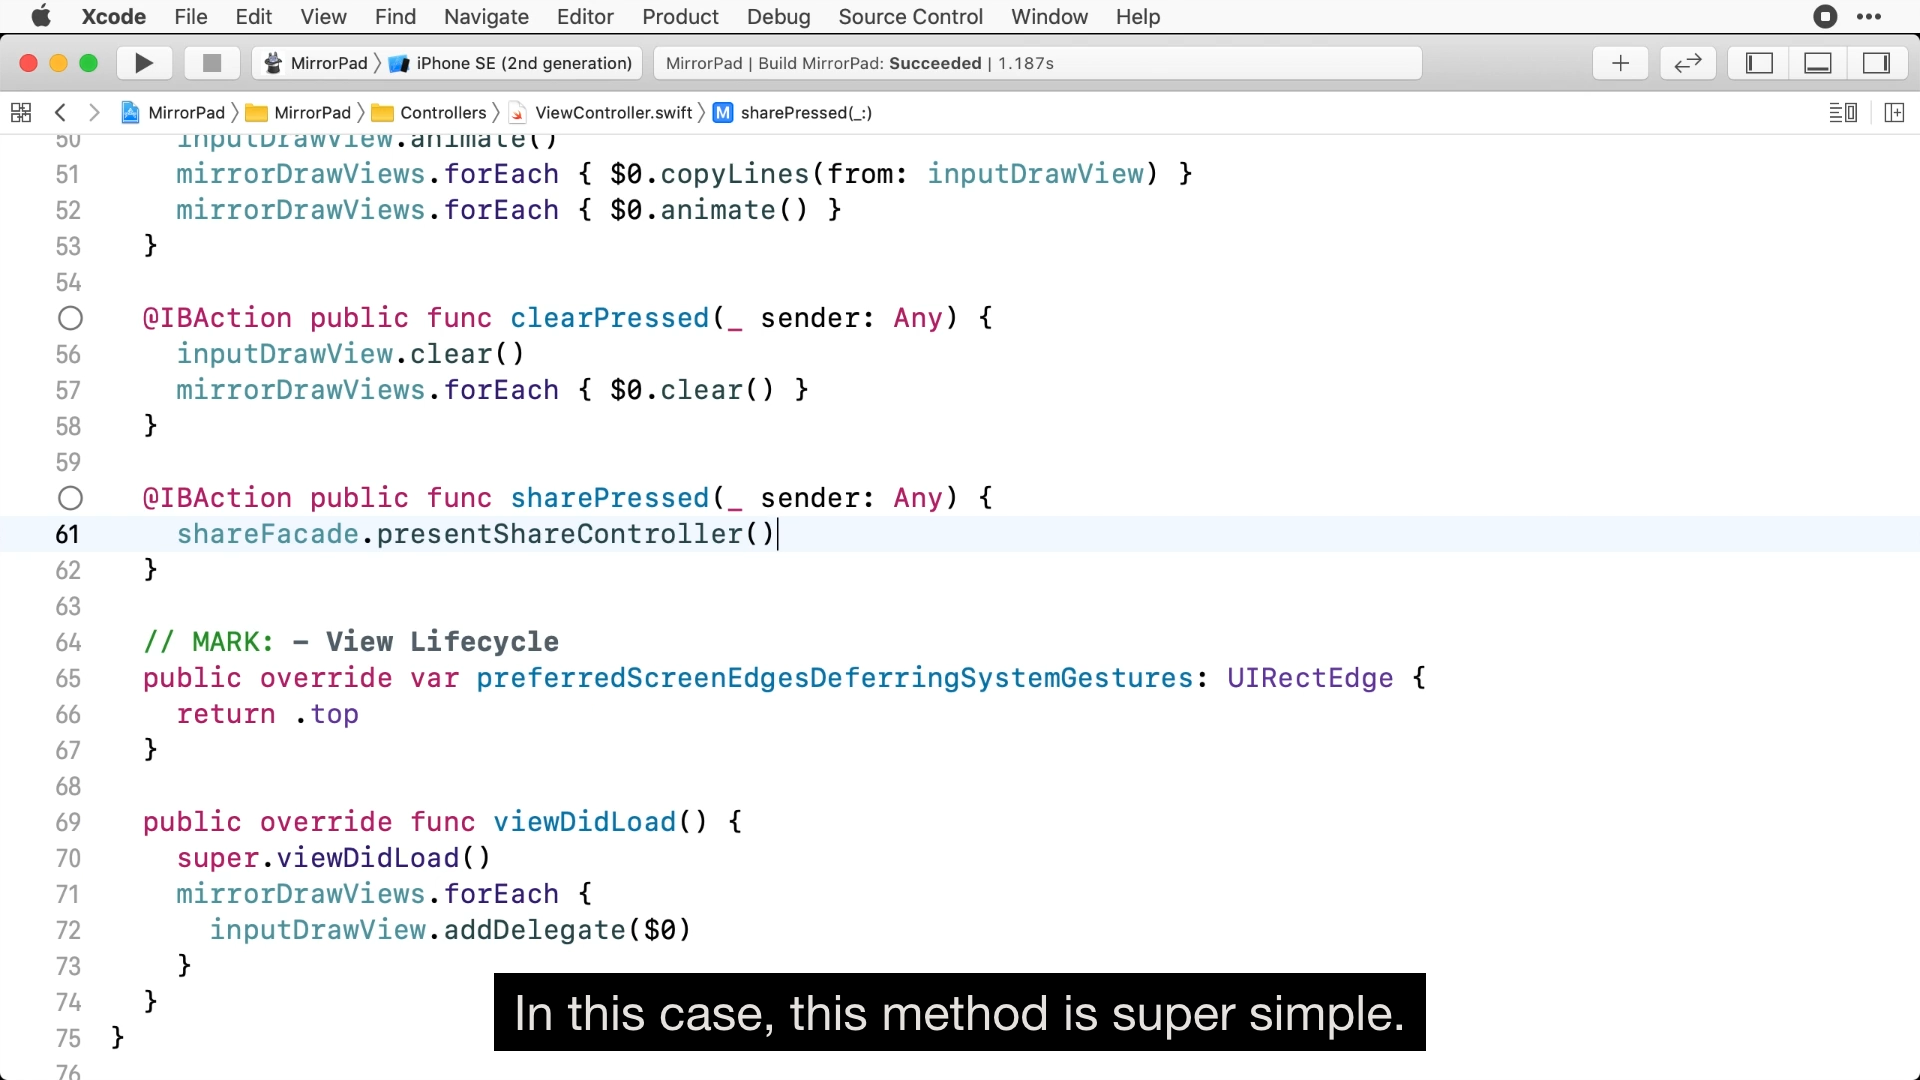 Xcode File Edit View Find Navigate Editor Product Debug Source Control Window Help
MirrorPad iPhone SE (2nd generation) MirrorPad | Build MirrorPad: Succeeded | 1.187s
MirrorPad MirrorPad Controllers ViewController.swift M sharePressed(_:)
50 inputDrawView.animate()
51 mirrorDrawViews.forEach { $0.copyLines(from: inputDrawView) }
52 mirrorDrawViews.forEach { $0.animate() }
53 }
54
@IBAction public func clearPressed(_ sender: Any) {
56 inputDrawView.clear()
57 mirrorDrawViews.forEach { $0.clear() }
58 }
59
@IBAction public func sharePressed(_ sender: Any) {
61 shareFacade.presentShareController()
62 }
63
64 // MARK: - View Lifecycle
65 public override var preferredScreenEdgesDeferringSystemGestures: UIRectEdge {
66 return .top
67 }
68
69 public override func viewDidLoad() {
70 super.viewDidLoad()
71 mirrorDrawViews.forEach {
72 inputDrawView.addDelegate($0)
73 }
74 }
75 }
76
In this case, this method is super simple.